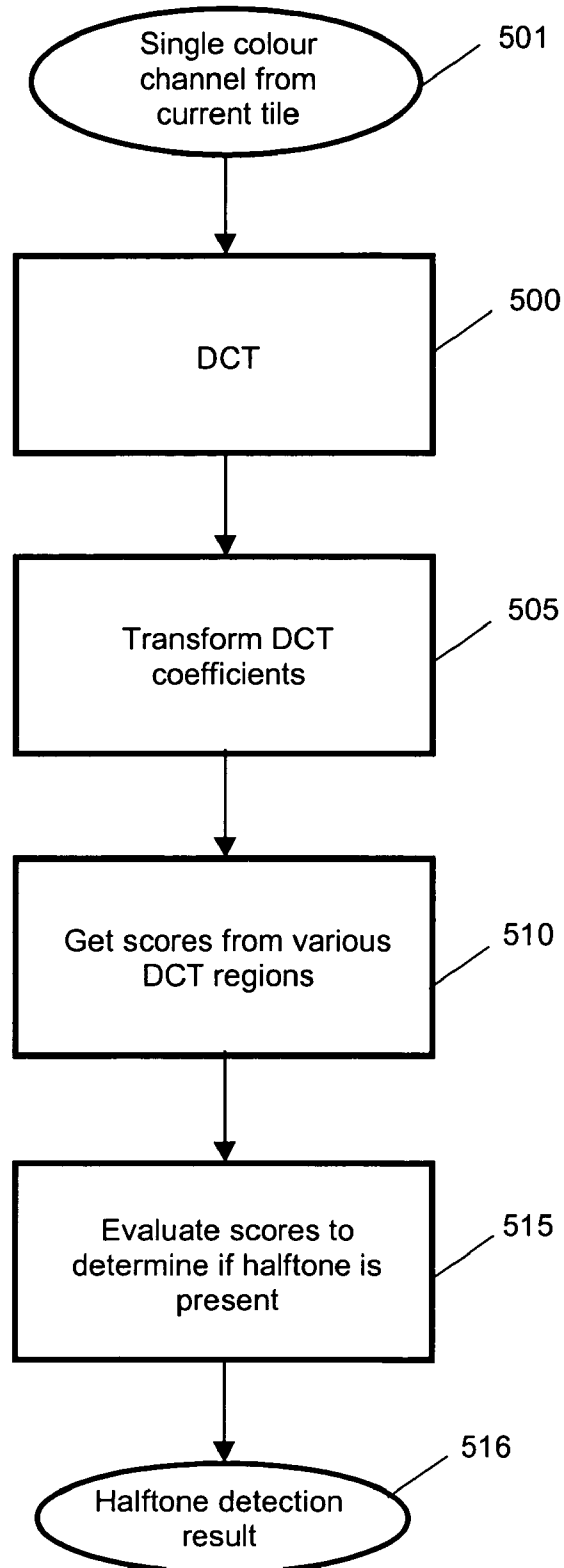 Single colour
channel from
current tile
501
DCT
500
Transform DCT
coefficients
505
Get scores from various
DCT regions
510
Evaluate scores to
determine if halftone is
present
515
Halftone detection
result
516